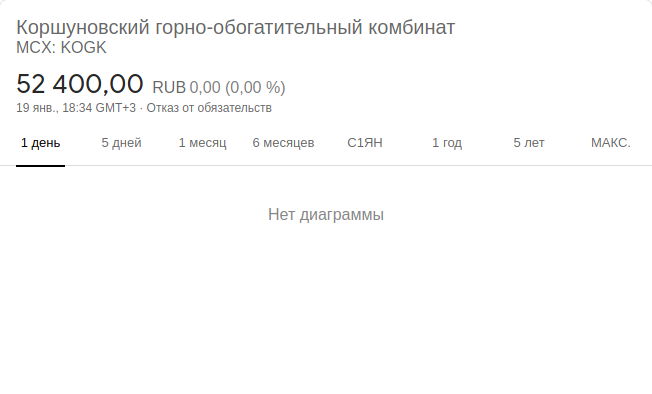 Коршуновский горно-обогатительный комбинат
MCX: KOGK
52 400,00 RUB 0,00 (0,00 %)
19 янв., 18:34 GMT+3 · Отказ от обязательств
1 день 5 дней 1 месяц 6 месяцев С1ЯН 1 год 5 лет МАКС.
Нет диаграммы